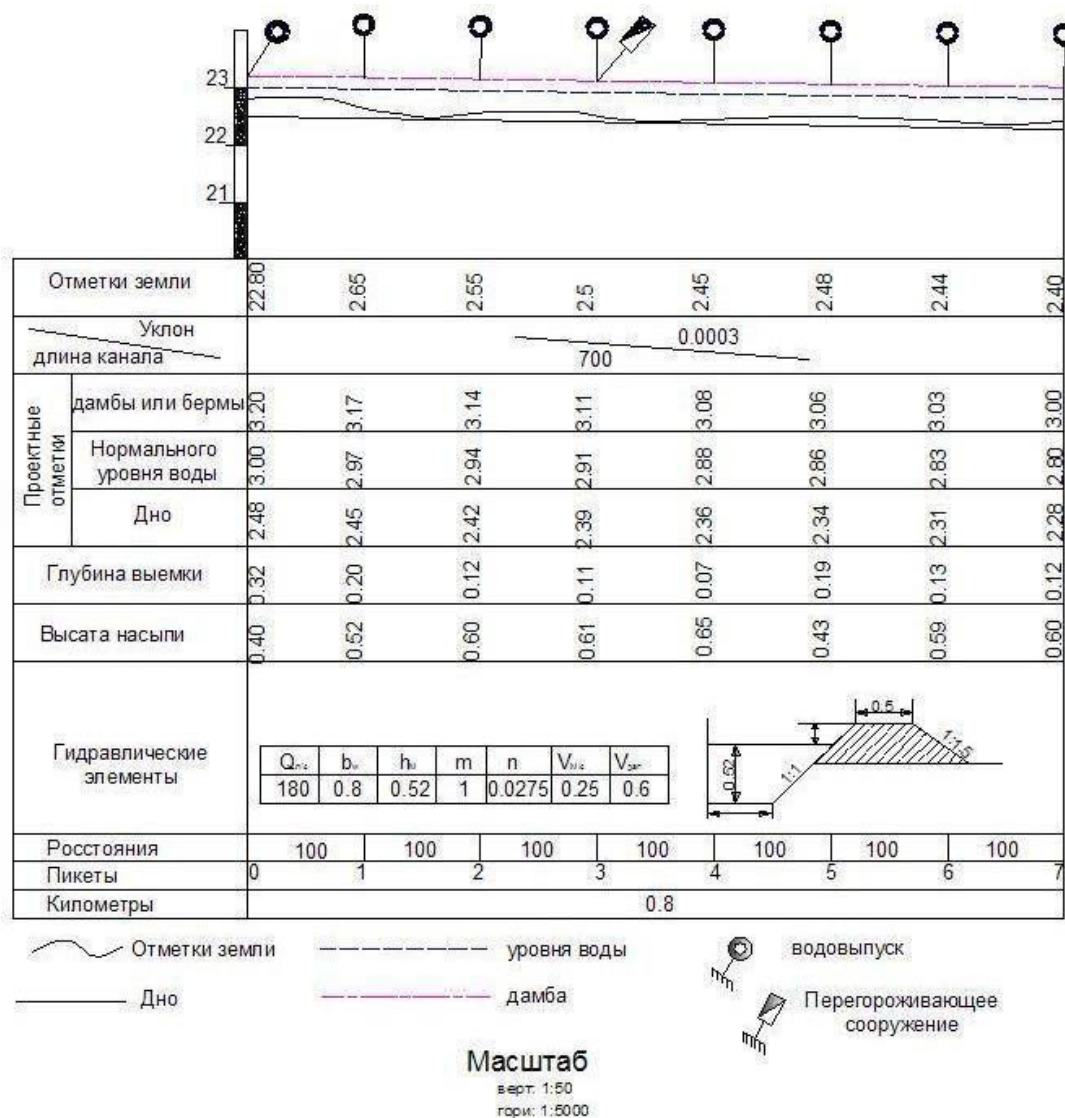 23
22
21
Отметки земли 22.80 2.65 2.55 2.5 2.45 2.48 2.44 2.40
Уклон
длина канала
0.0003
700
Проектные отметки
дамбы или бермы 3.20 3.17 3.14 3.11 3.08 3.06 3.03 3.00
Нормального
уровня воды
3.00 2.97 2.94 2.91 2.88 2.86 2.83 2.80
Дно 2.48 2.45 2.42 2.39 2.36 2.34 2.31 2.28
Глубина выемки 0.32 0.20 0.12 0.11 0.07 0.19 0.13 0.12
Высата насыпи 0.40 0.52 0.60 0.61 0.65 0.43 0.59 0.60
Гидравлические
элементы
m n
180 0.8 0.52 1 0.0275 0.25 0.6
0.5
0.52
1:1
1:1.5
Росстояния 100 100 100 100 100 100 100
Пикеты 0 1 2 3 4 5 6 7
Километры 0.8
Отметки земли
уровня воды
водовыпуск
Дно
дамба
Перегороживающее
сооружение
Масштаб
верт: 1:50
гори: 1:5000